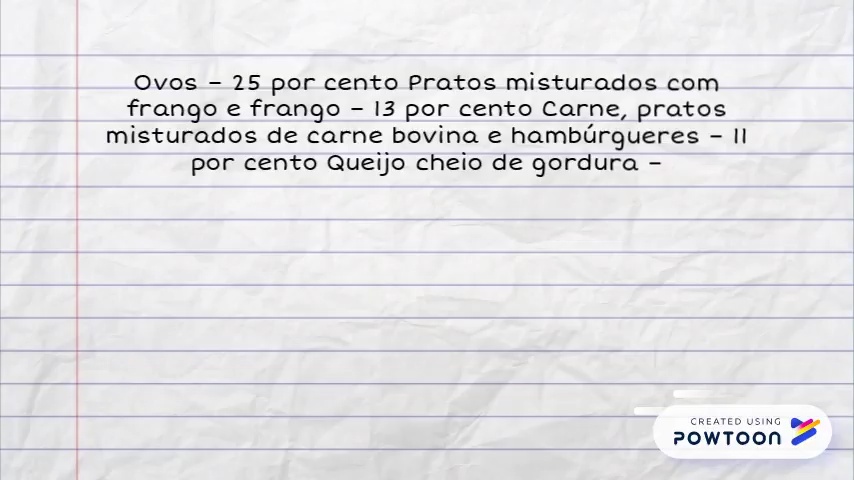 Ovos – 25 por cento Pratos misturados com
frango e frango – 13 por cento Carne, pratos
misturados de carne bovina e hambúrgueres – 11
por cento Queijo cheio de gordura –
CREATED USING
POWTOON